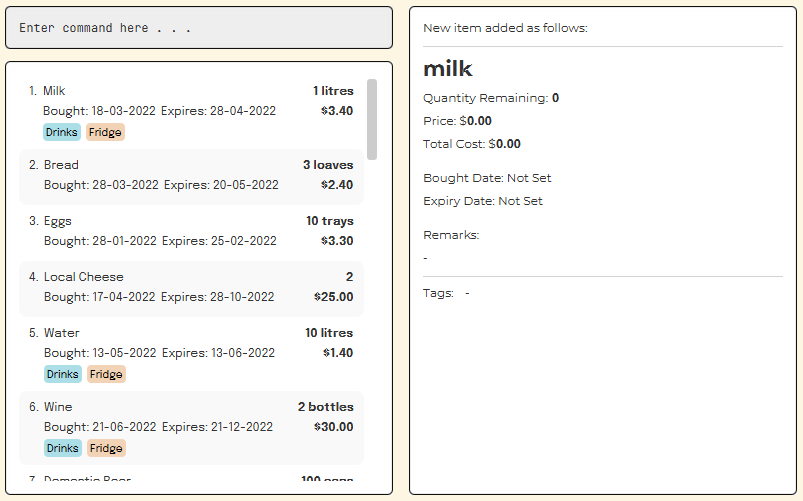 Enter command here . . .
1. Milk 1 litres
Bought: 18-03-2022 Expires: 28-04-2022 $3.40
Drinks Fridge
2. Bread 3 loaves
Bought: 28-03-2022 Expires: 20-05-2022 $2.40
3. Eggs 10 trays
Bought: 28-01-2022 Expires: 25-02-2022 $3.30
4. Local Cheese 2
Bought: 17-04-2022 Expires: 28-10-2022 $25.00
5. Water 10 litres
Bought: 13-05-2022 Expires: 13-06-2022 $1.40
Drinks Fridge
6. Wine 2 bottles
Bought: 21-06-2022 Expires: 21-12-2022 $30.00
Drinks Fridge
7. Domestic Beer 100
New item added as follows:
milk
Quantity Remaining: 0
Price: $0.00
Total Cost: $0.00
Bought Date: Not Set
Expiry Date: Not Set
Remarks:
-
Tags: -